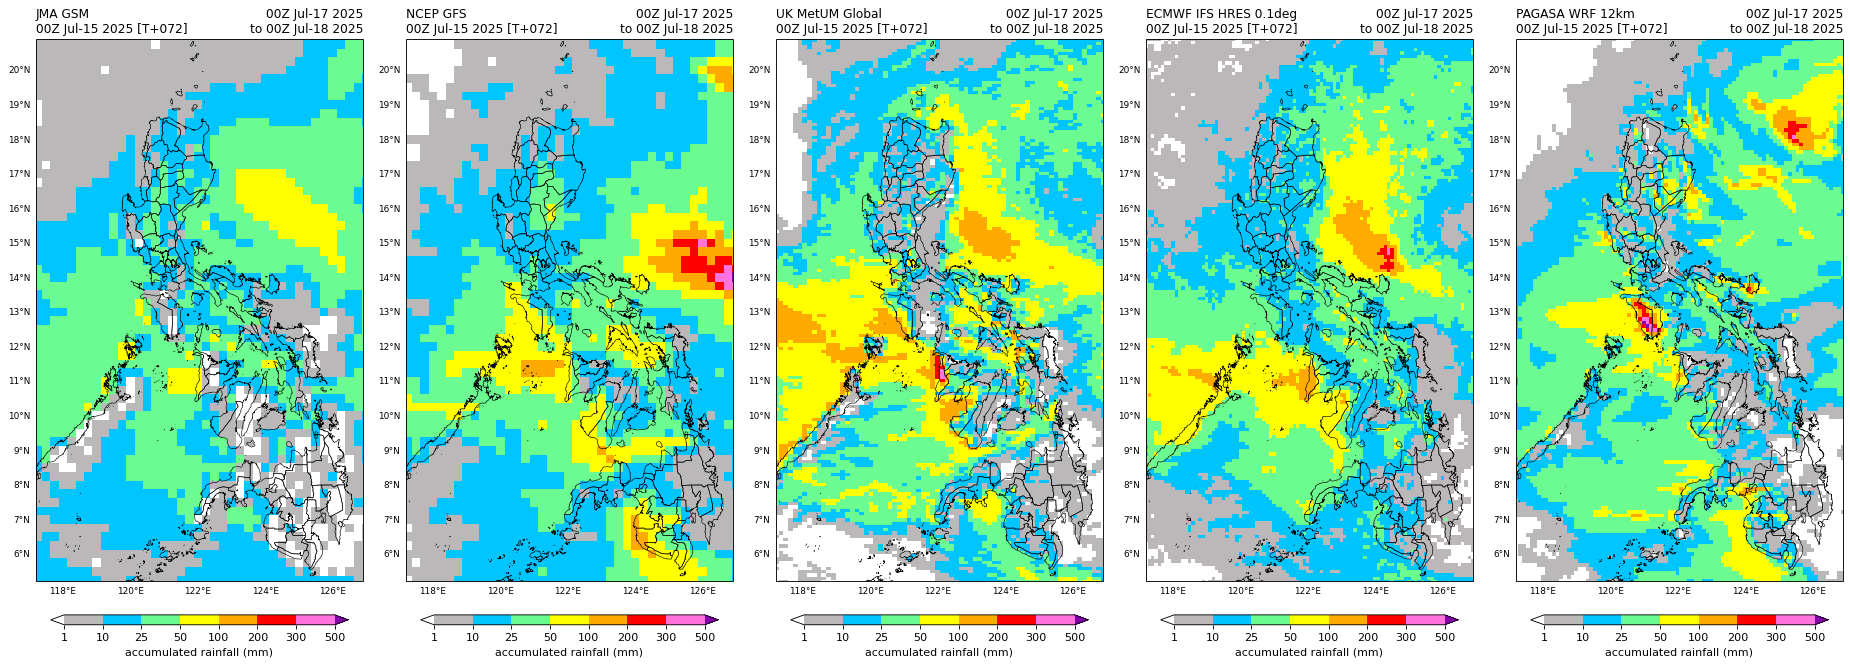 JMA GSM 00Z Jul-17 2025
00Z Jul-15 2025 [T+072] to 00Z Jul-18 2025
20°N
19°N
18°N
17°N
16°N
15°N
14°N
13°N
12°N
11°N
10°N
9°N
8°N
7°N
6°N
118°E 120°E 122°E 124°E 126°E
1 10 25 50 100 200 300 500
accumulated rainfall (mm)
NCEP GFS 00Z Jul-17 2025
00Z Jul-15 2025 [T+072] to 00Z Jul-18 2025
20°N
19°N
18°N
17°N
16°N
15°N
14°N
13°N
12°N
11°N
10°N
9°N
8°N
7°N
6°N
118°E 120°E 122°E 124°E 126°E
1 10 25 50 100 200 300 500
accumulated rainfall (mm)
UK MetUM Global 00Z Jul-17 2025
00Z Jul-15 2025 [T+072] to 00Z Jul-18 2025
20°N
19°N
18°N
17°N
16°N
15°N
14°N
13°N
12°N
11°N
10°N
9°N
8°N
7°N
6°N
118°E 120°E 122°E 124°E 126°E
1 10 25 50 100 200 300 500
accumulated rainfall (mm)
ECMWF IFS HRES 0.1deg 00Z Jul-17 2025
00Z Jul-15 2025 [T+072] to 00Z Jul-18 2025
20°N
19°N
18°N
17°N
16°N
15°N
14°N
13°N
12°N
11°N
10°N
9°N
8°N
7°N
6°N
118°E 120°E 122°E 124°E 126°E
1 10 25 50 100 200 300 500
accumulated rainfall (mm)
PAGASA WRF 12km 00Z Jul-17 2025
00Z Jul-15 2025 [T+072] to 00Z Jul-18 2025
20°N
19°N
18°N
17°N
16°N
15°N
14°N
13°N
12°N
11°N
10°N
9°N
8°N
7°N
6°N
118°E 120°E 122°E 124°E 126°E
1 10 25 50 100 200 300 500
accumulated rainfall (mm)